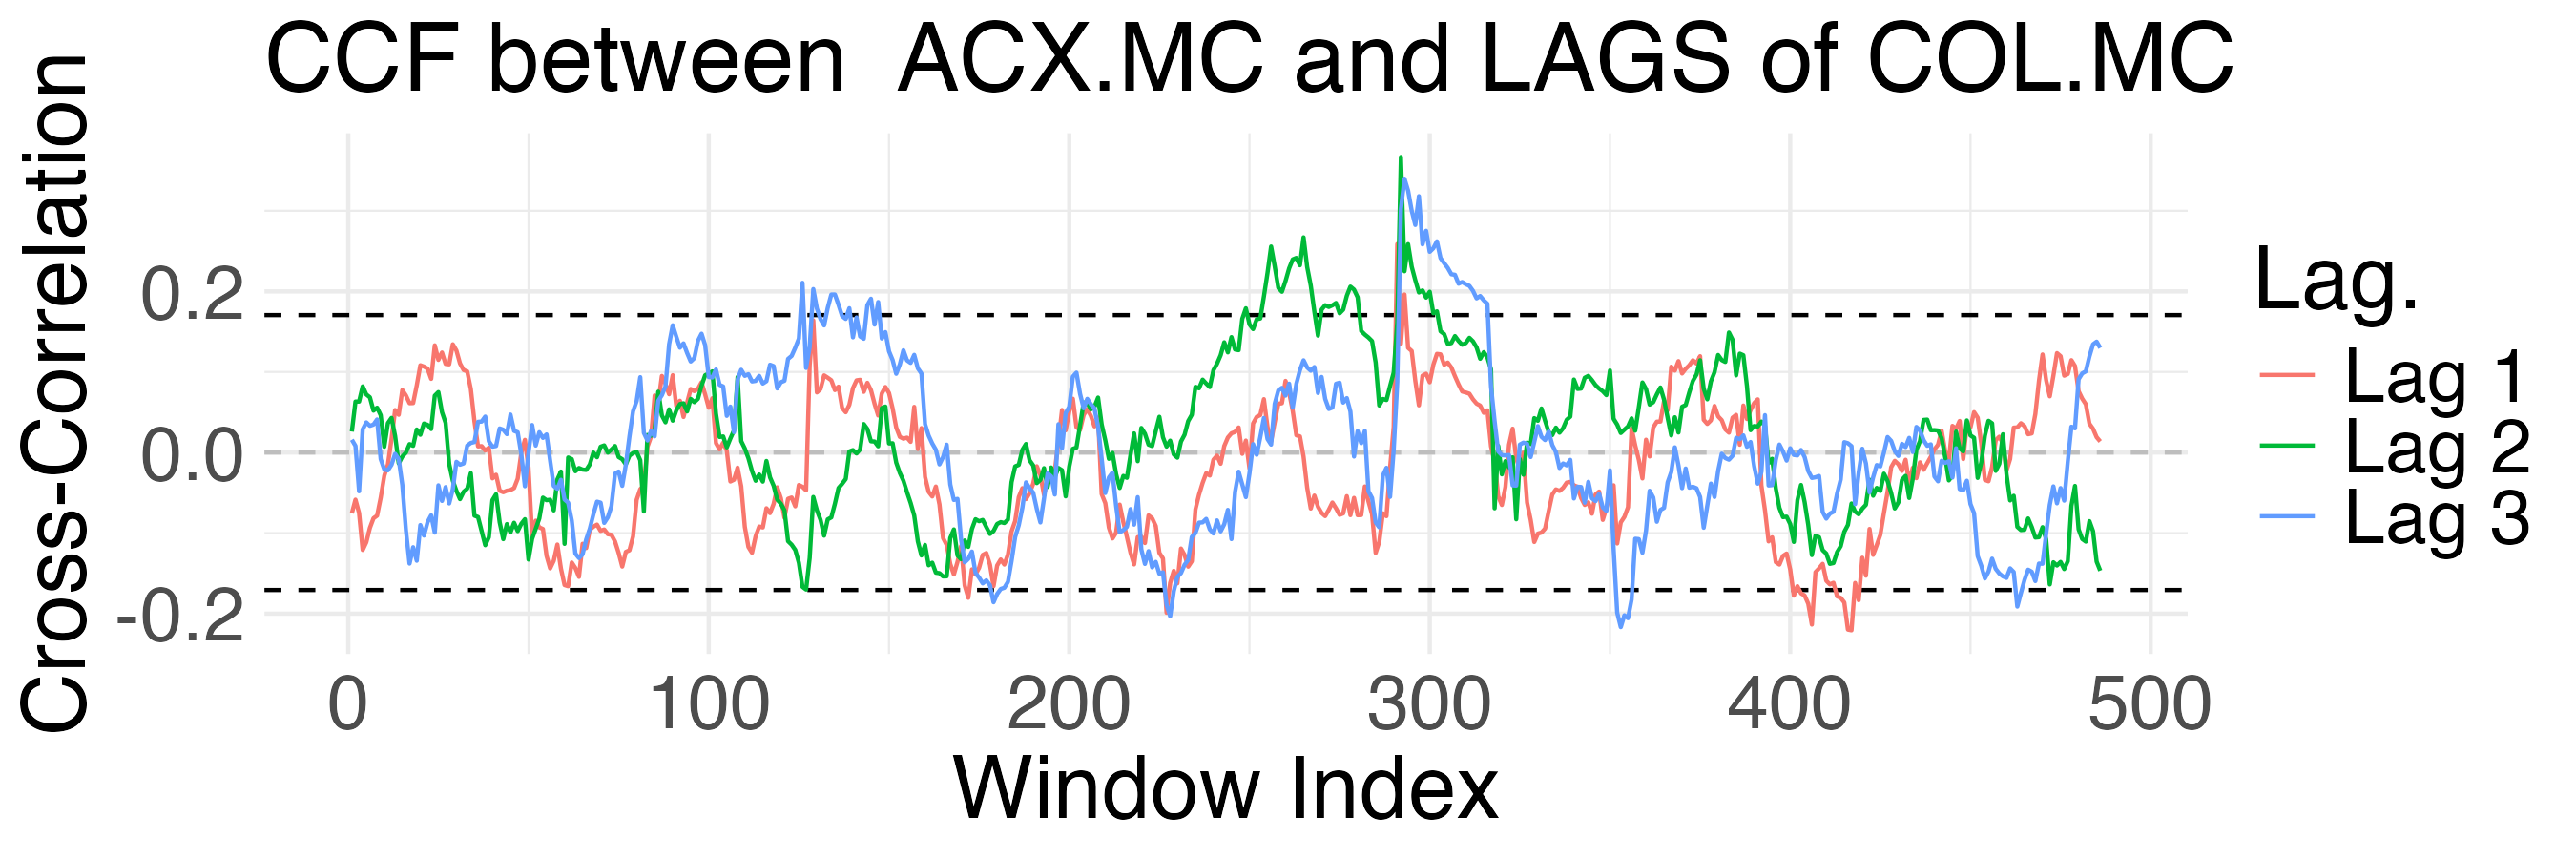 CCF between  ACX.MC and LAGS of COL.MC
Cross-Correlation
0.2
0.0
-0.2
0 100 200 300 400 500
Window Index
Lag.
Lag 1
Lag 2
Lag 3